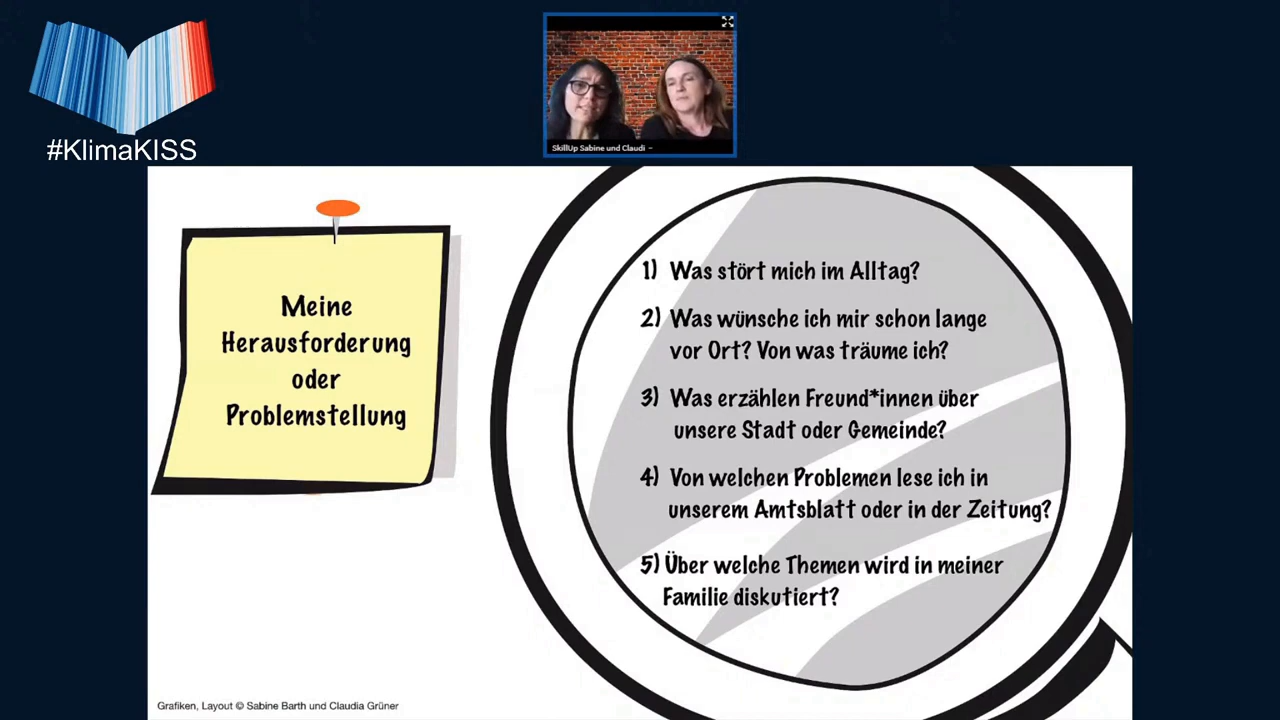 #KlimaKISS
SkillUp Sabine und Claudi
Meine
Herausforderung
oder
Problemstellung
1) Was stört mich im Alltag?
2) Was wünsche ich mir schon lange
vor Ort? Von was träume ich?
3) Was erzählen Freund*innen über
unsere Stadt oder Gemeinde?
4) Von welchen Problemen lese ich in
unserem Amtsblatt oder in der Zeitung?
5) Über welche Themen wird in meiner
Familie diskutiert?
Grafiken, Layout © Sabine Barth und Claudia Grüner